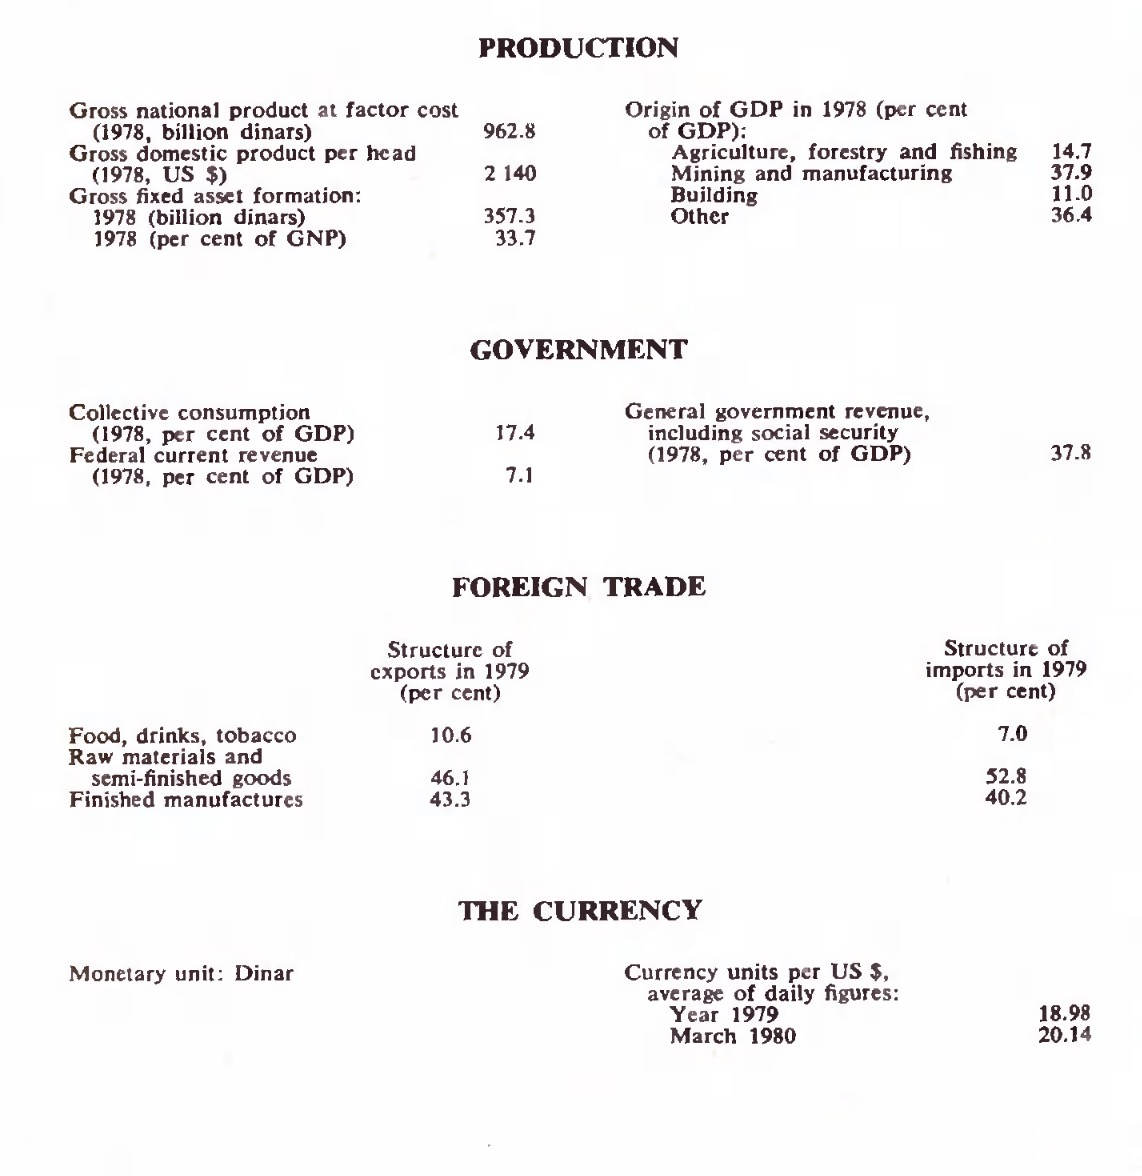 PRODUCTION
Gross national product at factor cost
(1978, billion dinars) 962.8
Gross domestic product per head
(1978, US $) 2 140
Gross fixed asset formation:
1978 (billion dinars) 357.3
1978 (per cent of GNP) 33.7
Origin of GDP in 1978 (per cent
of GDP):
Agriculture, forestry and fishing 14.7
Mining and manufacturing 37.9
Building 11.0
Other 36.4
GOVERNMENT
Collective consumption
(1978, per cent of GDP) 17.4
Federal current revenue
(1978, per cent of GDP) 7.1
General government revenue,
including social security
(1978, per cent of GDP) 37.8
FOREIGN TRADE
Structure of
exports in 1979
(per cent)
Structure of
imports in 1979
(per cent)
Food, drinks, tobacco 10.6 7.0
Raw materials and
semi-finished goods 46.1 52.8
Finished manufactures 43.3 40.2
THE CURRENCY
Monetary unit: Dinar
Currency units per US $,
average of daily figures:
Year 1979 18.98
March 1980 20.14